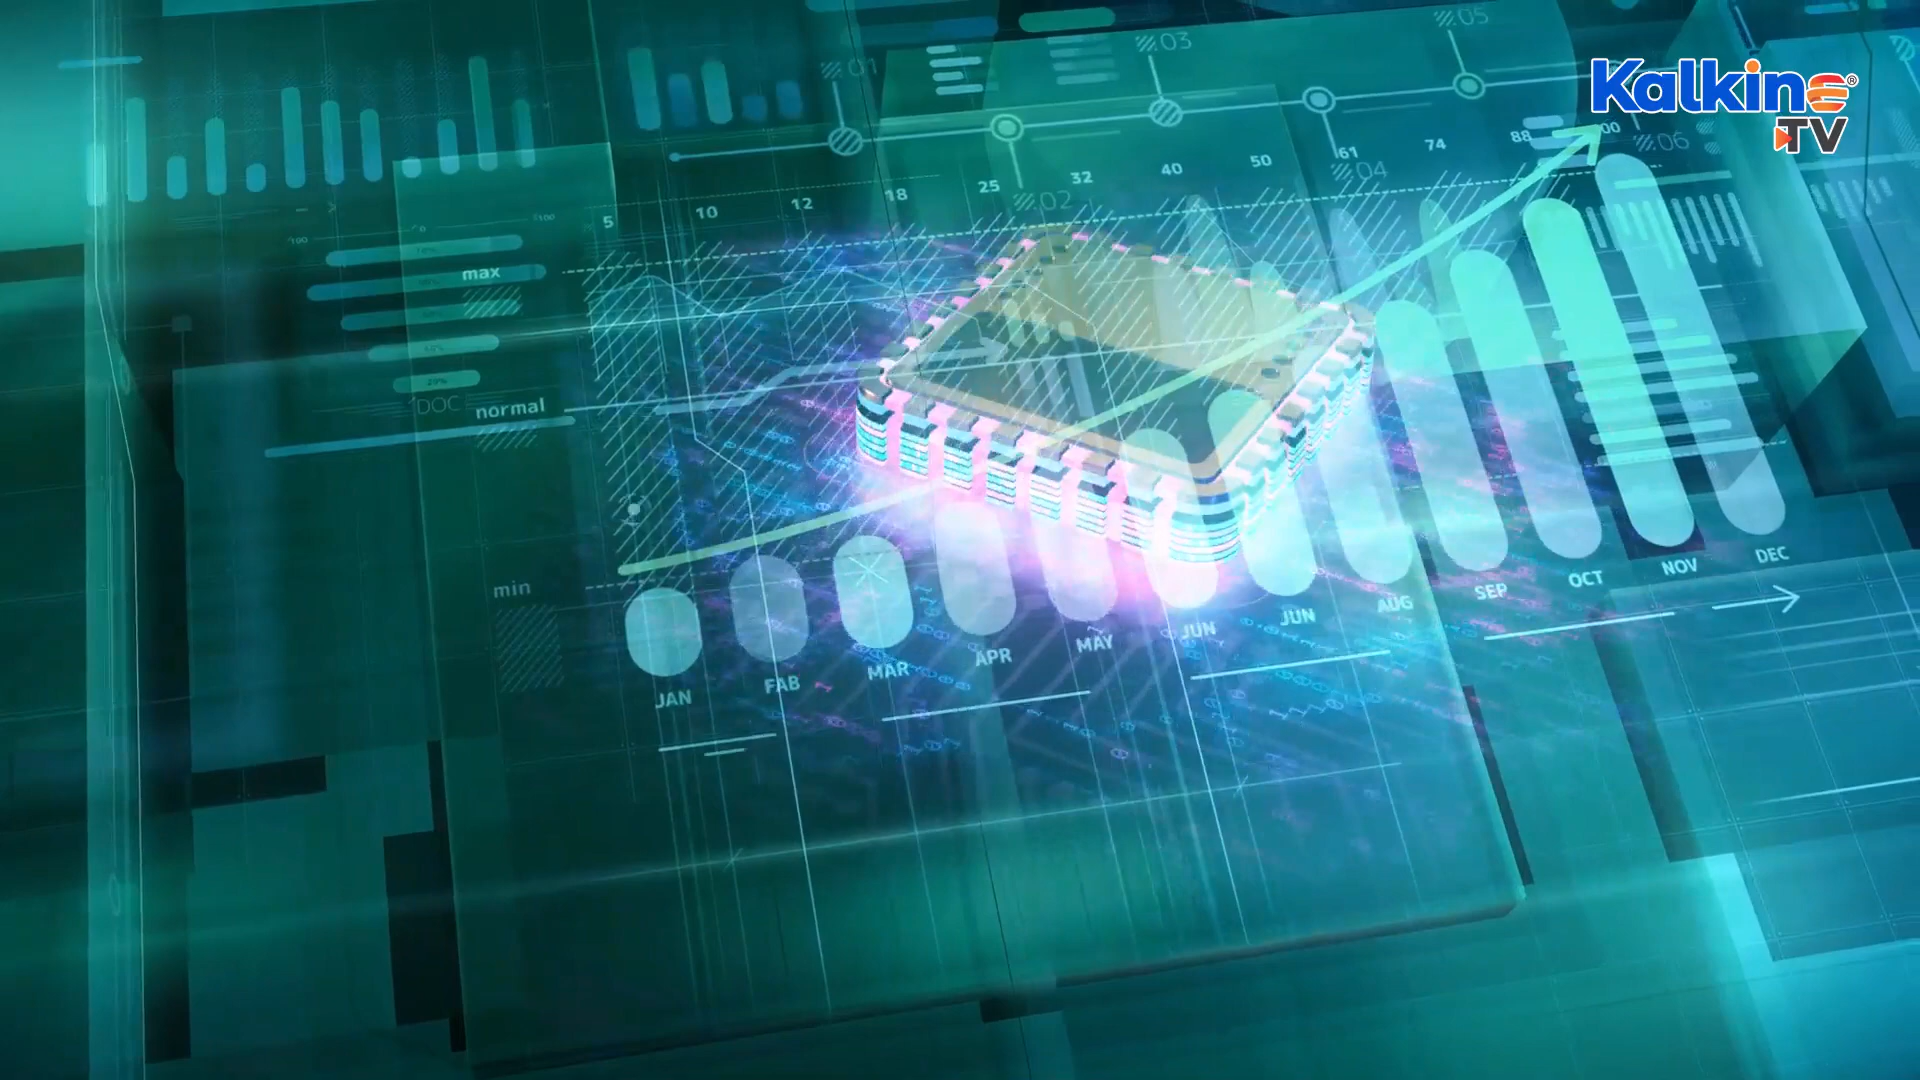 Kalkine®
TV
05
03
01
5
10
12
18
25
32
40
50
61
74
88
04
06
02
max
normal
min
DOC
JAN
FAB
MAR
APR
MAY
JUN
JUN
AUG
SEP
OCT
NOV
DEC